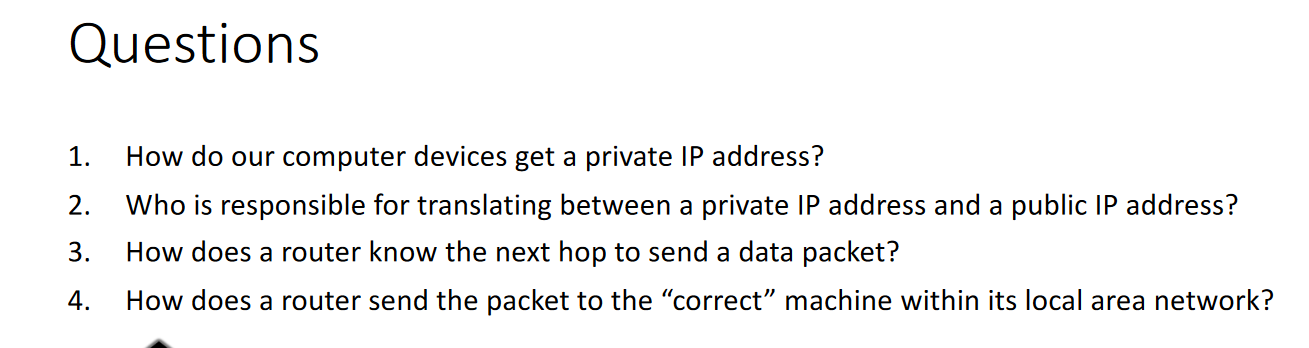 Questions
1. How do our computer devices get a private IP address?
2. Who is responsible for translating between a private IP address and a public IP address?
3. How does a router know the next hop to send a data packet?
4. How does a router send the packet to the “correct” machine within its local area network?